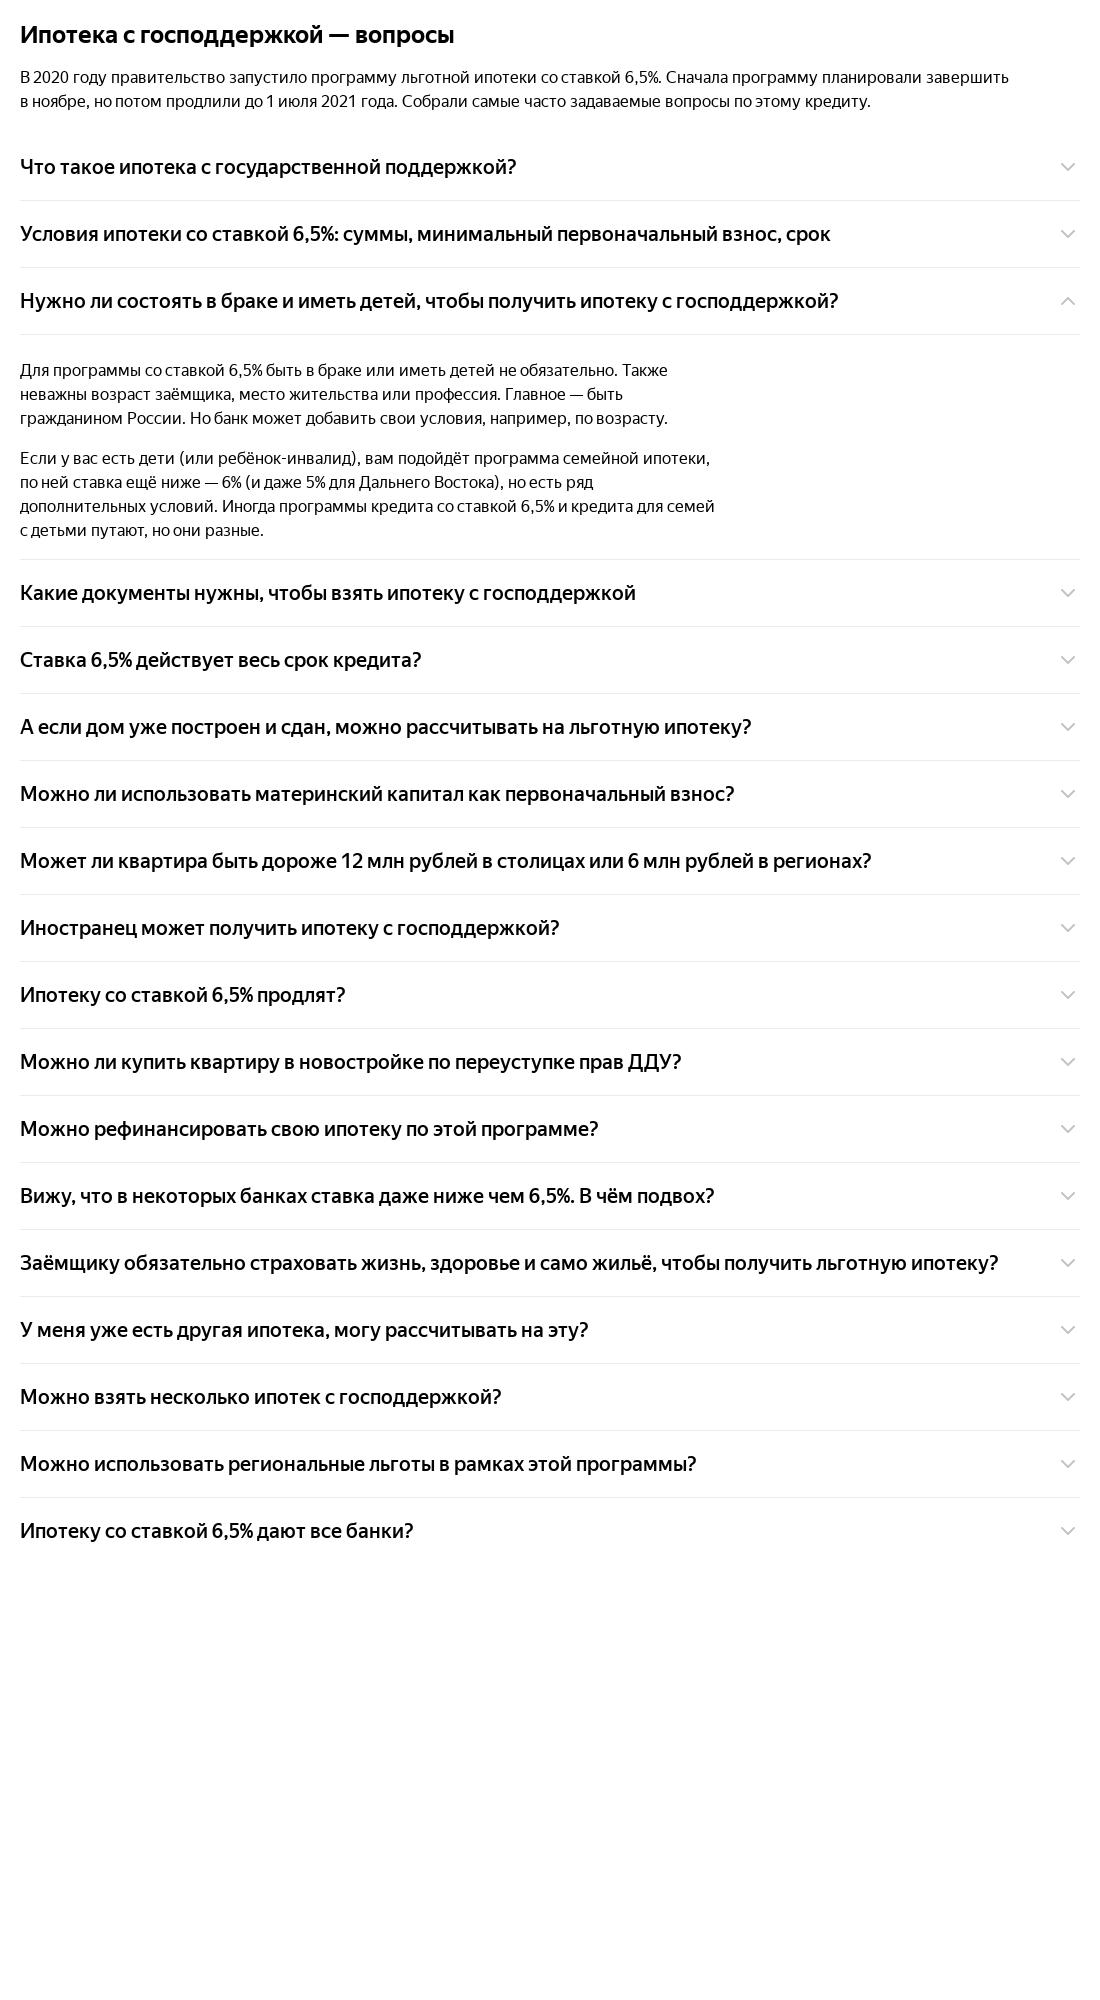 Ипотека с господдержкой — вопросы
В 2020 году правительство запустило программу льготной ипотеки со ставкой 6,5%. Сначала программу планировали завершить
в ноябре, но потом продлили до 1 июля 2021 года. Собрали самые часто задаваемые вопросы по этому кредиту.
Что такое ипотека с государственной поддержкой?
Условия ипотеки со ставкой 6,5%: суммы, минимальный первоначальный взнос, срок
Нужно ли состоять в браке и иметь детей, чтобы получить ипотеку с господдержкой?
Для программы со ставкой 6,5% быть в браке или иметь детей не обязательно. Также
неважны возраст заёмщика, место жительства или профессия. Главное — быть
гражданином России. Но банк может добавить свои условия, например, по возрасту.
Если у вас есть дети (или ребёнок-инвалид), вам подойдёт программа семейной ипотеки,
по ней ставка ещё ниже — 6% (и даже 5% для Дальнего Востока), но есть ряд
дополнительных условий. Иногда программы кредита со ставкой 6,5% и кредита для семей
с детьми путают, но они разные.
Какие документы нужны, чтобы взять ипотеку с господдержкой
Ставка 6,5% действует весь срок кредита?
А если дом уже построен и сдан, можно рассчитывать на льготную ипотеку?
Можно ли использовать материнский капитал как первоначальный взнос?
Может ли квартира быть дороже 12 млн рублей в столицах или 6 млн рублей в регионах?
Иностранец может получить ипотеку с господдержкой?
Ипотеку со ставкой 6,5% продлят?
Можно ли купить квартиру в новостройке по переуступке прав ДДУ?
Можно рефинансировать свою ипотеку по этой программе?
Вижу, что в некоторых банках ставка даже ниже чем 6,5%. В чём подвох?
Заёмщику обязательно страховать жизнь, здоровье и само жильё, чтобы получить льготную ипотеку?
У меня уже есть другая ипотека, могу рассчитывать на эту?
Можно взять несколько ипотек с господдержкой?
Можно использовать региональные льготы в рамках этой программы?
Ипотеку со ставкой 6,5% дают все банки?